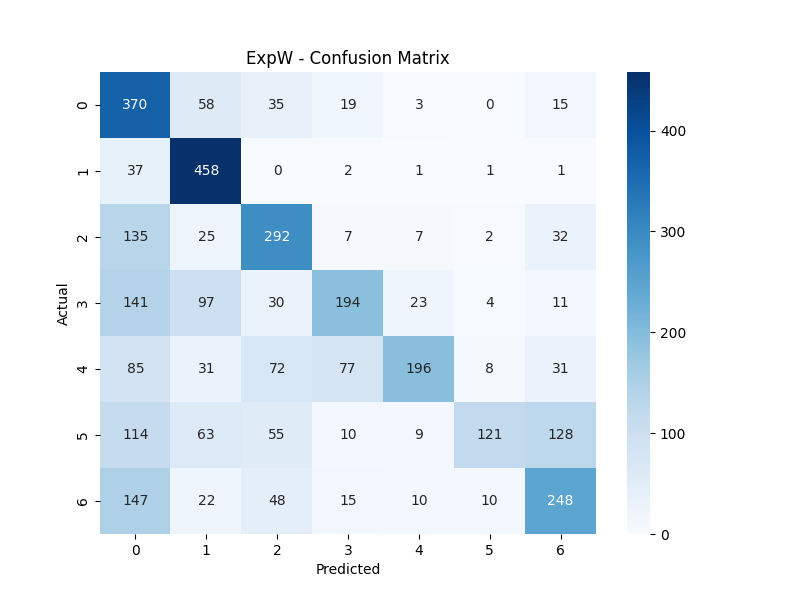 ExpW - Confusion Matrix
Actual
0 370 58 35 19 3 0 15
1 37 458 0 2 1 1 1
2 135 25 292 7 7 2 32
3 141 97 30 194 23 4 11
4 85 31 72 77 196 8 31
5 114 63 55 10 9 121 128
6 147 22 48 15 10 10 248
0 1 2 3 4 5 6
Predicted
400
300
200
100
0